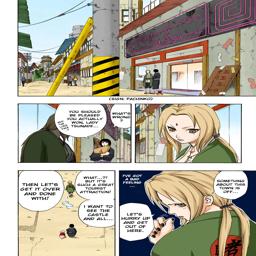 (SIGN: PACHINKO)
YOU SHOULD
BE PLEASED
YOU ACTUALLY
WON, LADY
TSUNADE...
WHAT'S
WRONG
?
WHAT...??
BUT IT'S
SUCH A GREAT
TOURIST
ATTRACTION!
I WANT TO
SEE THE
CASTLE
AND ALL...
THEN LET'S
GET IT OVER
AND DONE
WITH!
I'VE GOT
A BAD
FEELING
SOMETHING
ABOUT THIS
TOWN IS
OFF.
LET'S
HURRY UP
AND GET
OUT OF
HERE.